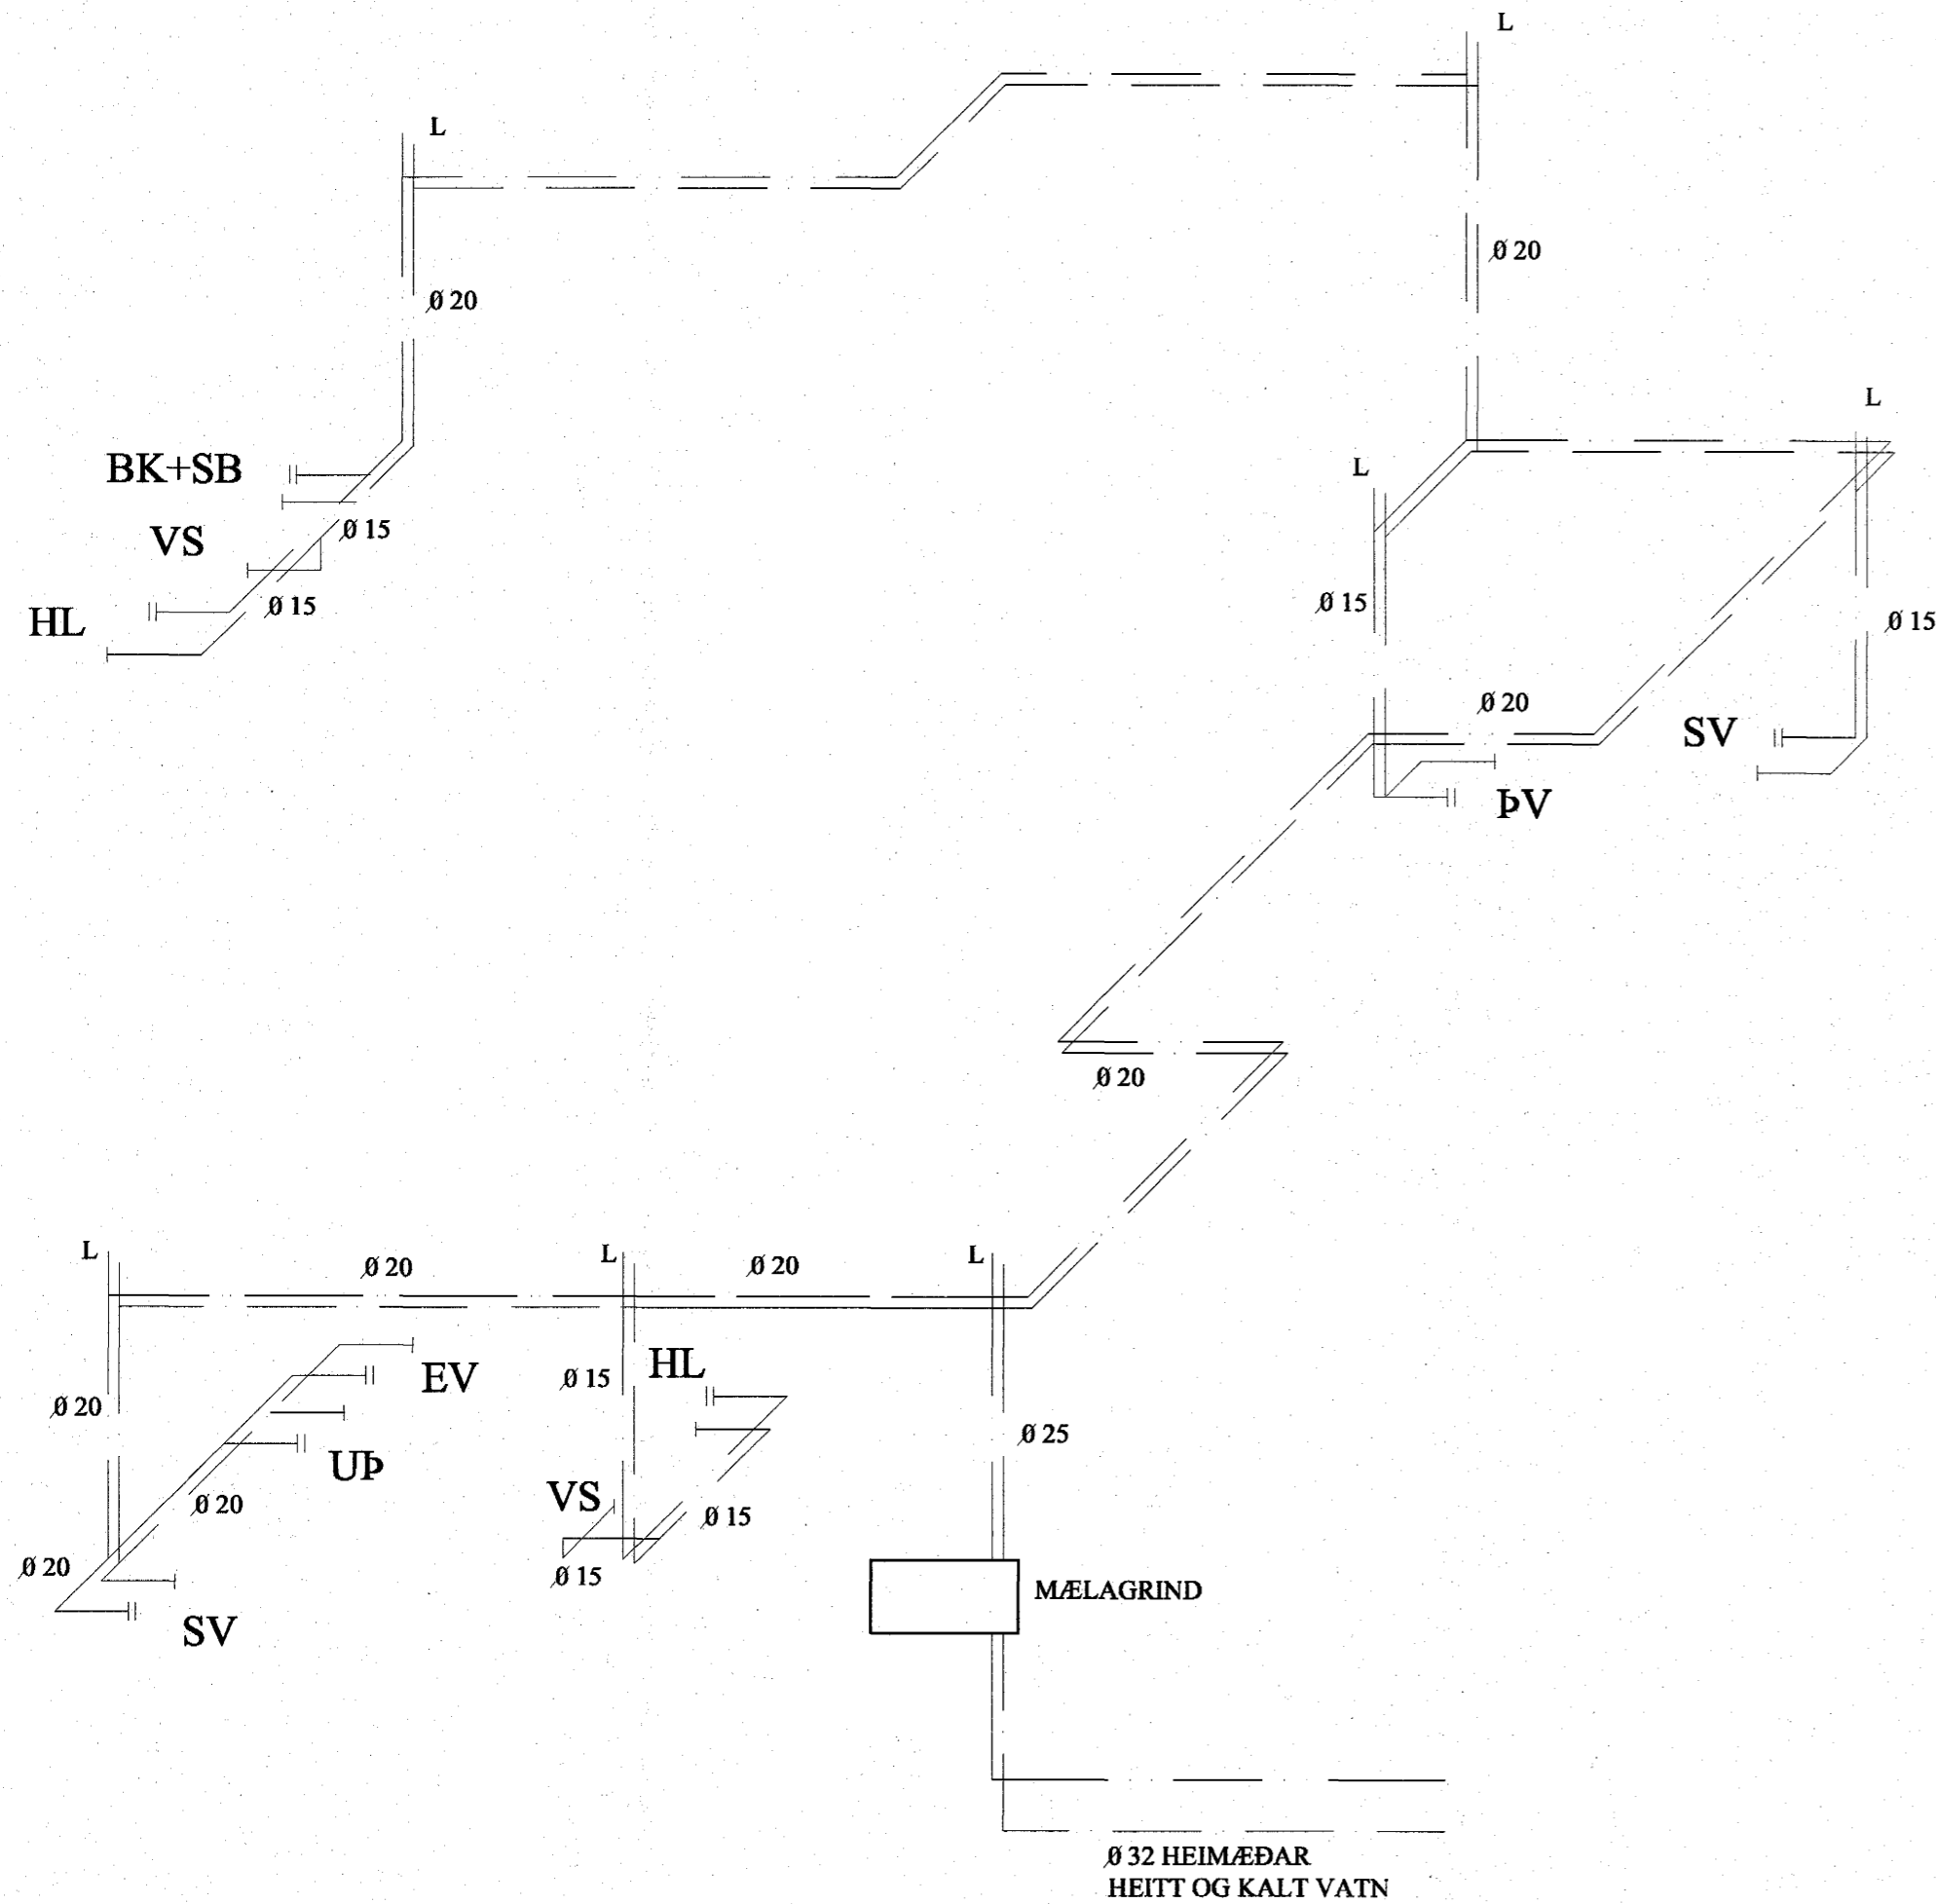 L
L
Ø 20
Ø 20
L
L
BK+SB
Ø 15
VS
Ø 15
Ø 15
HL
Ø 15
Ø 20
SV
ÞV
Ø 20
L
L
L
Ø 20
Ø 20
HL
EV
Ø 15
Ø 20
Ø 25
UÞ
VS
Ø 20
Ø 15
Ø 20
Ø 15
MÆLAGRIND
SV
Ø 32 HEIMÆÐAR
HEITT OG KALT VATN